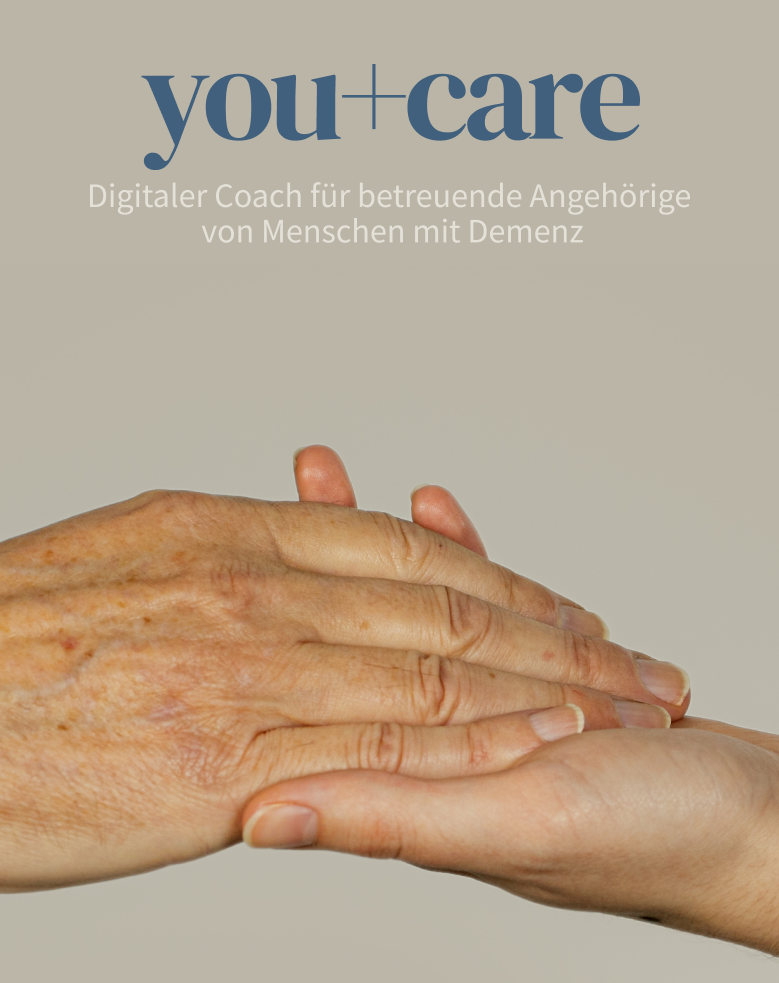 you+care
Digitaler Coach für betreuende Angehörige
von Menschen mit Demenz